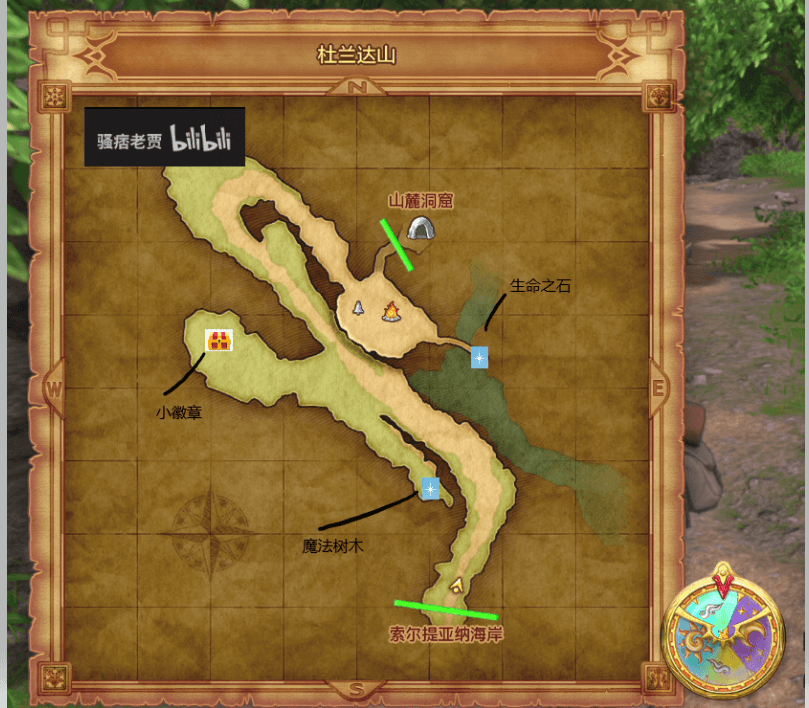 杜兰达山
N
骚痞老贾 bilibili
山麓洞窟
生命之石
W
E
小徽章
魔法树木
索尔提亚纳海岸
S